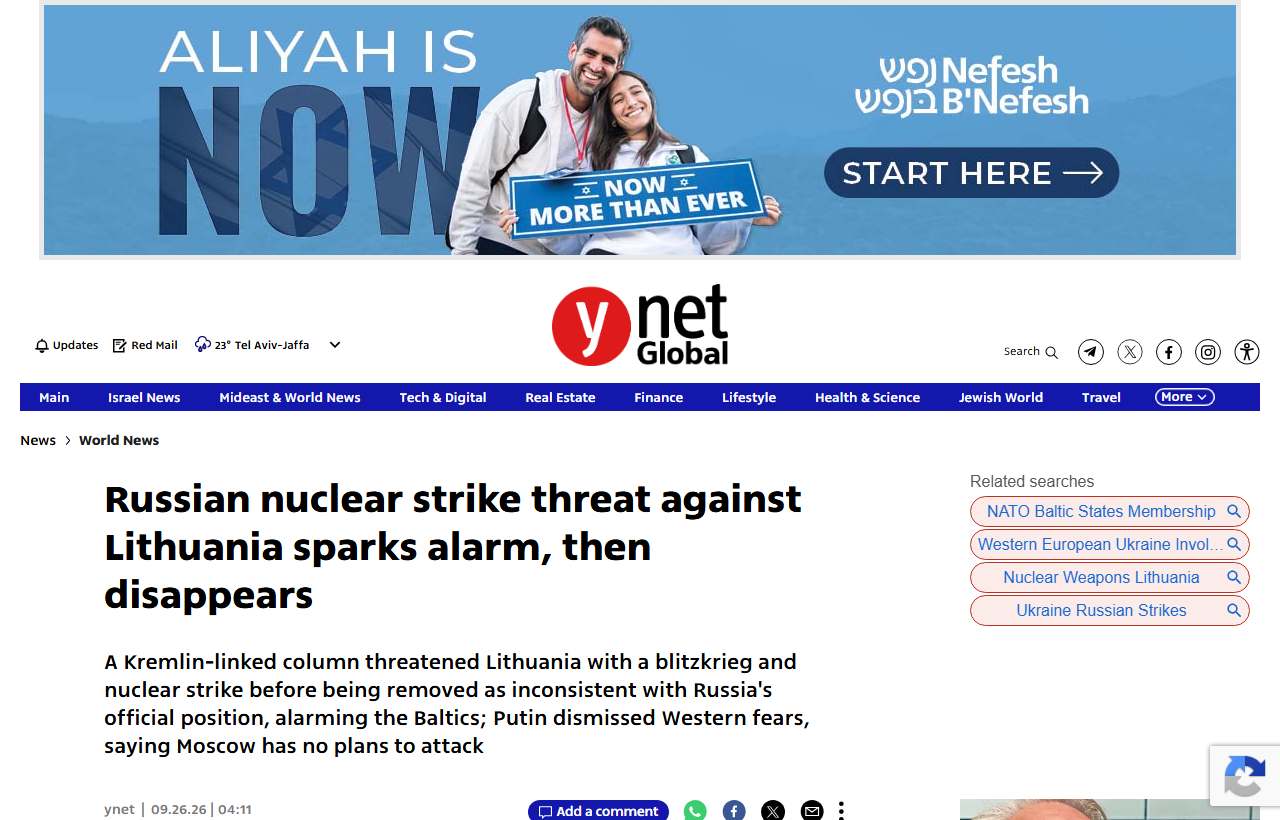 ALIYAH IS
NOW
NOW
MORE THAN EVER
נפש Nefesh
בנפש B'Nefesh
START HERE
ynet
Global
Updates
Red Mail
23° Tel Aviv-Jaffa
Search
Main
Israel News
Mideast & World News
Tech & Digital
Real Estate
Finance
Lifestyle
Health & Science
Jewish World
Travel
More
News > World News
Russian nuclear strike threat against
Lithuania sparks alarm, then
disappears
A Kremlin-linked column threatened Lithuania with a blitzkrieg and
nuclear strike before being removed as inconsistent with Russia's
official position, alarming the Baltics; Putin dismissed Western fears,
saying Moscow has no plans to attack
ynet | 09.26.26 | 04:11
Add a comment
Related searches
NATO Baltic States Membership
Western European Ukraine Invol...
Nuclear Weapons Lithuania
Ukraine Russian Strikes